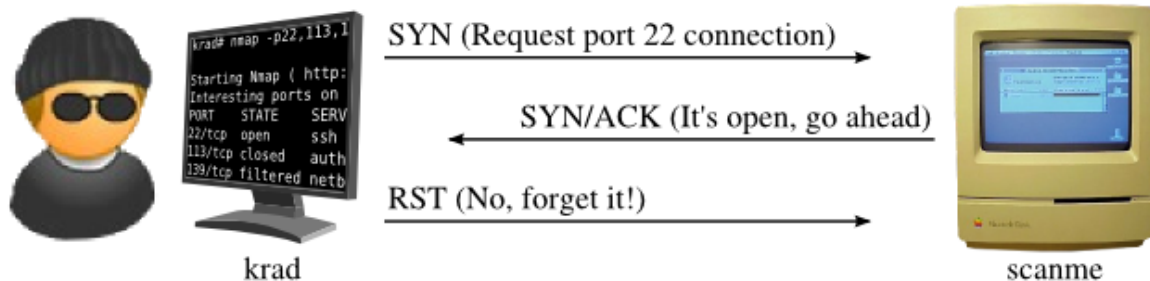 krad# nmap -p22,113,1
Starting Nmap ( http:
Interesting ports on
PORT STATE SERV
22/tcp open ssh
113/tcp closed auth
139/tcp filtered netb
krad
SYN (Request port 22 connection)
SYN/ACK (It's open, go ahead)
RST (No, forget it!)
scanme